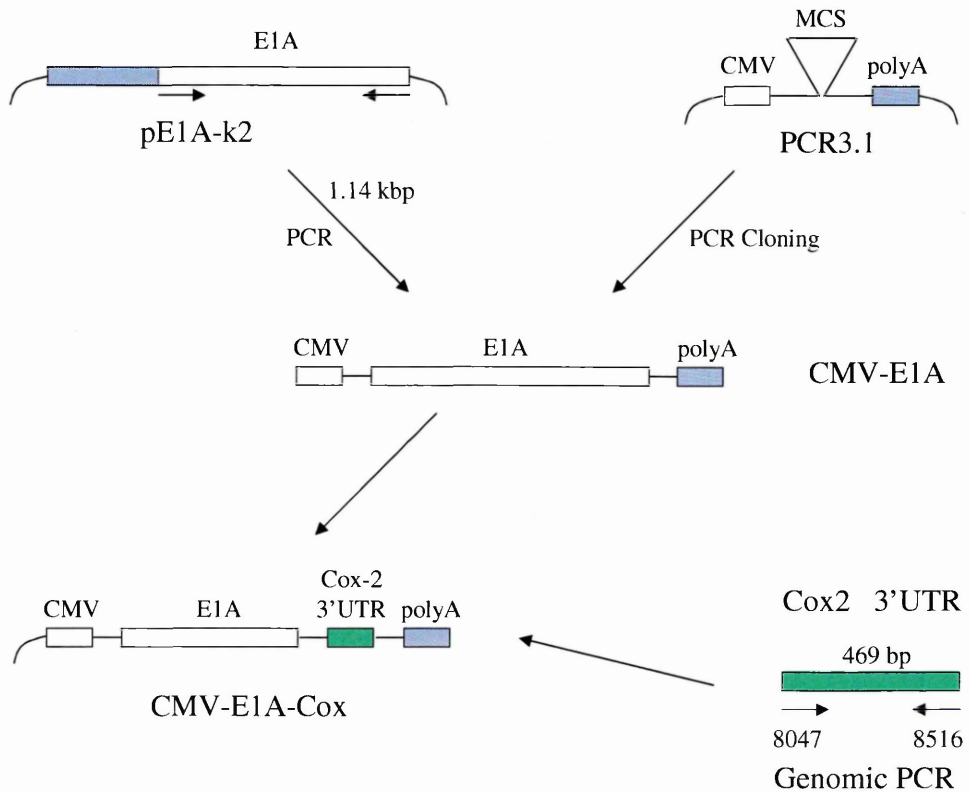 E1A
pE1A-k2
MCS
CMV
polyA
PCR3.1
1.14 kbp
PCR
PCR Cloning
CMV
E1A
polyA
CMV-E1A
Cox-2
CMV
E1A
3'UTR
polyA
CMV-E1A-Cox
Cox2 3'UTR
469 bp
8047
8516
Genomic PCR